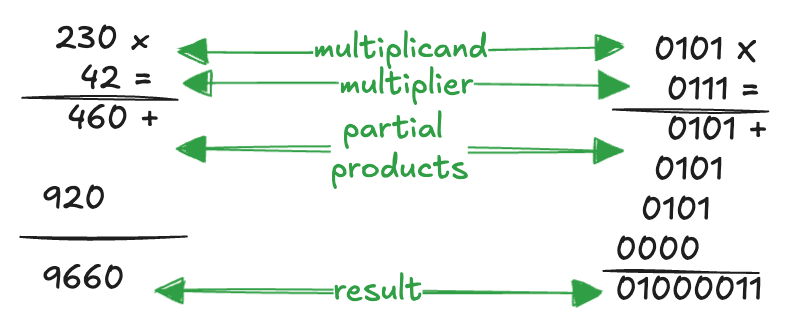 230 x
42 =
460 +
920
9660
multiplicand
multiplier
partial
products
result
0101 x
0111 =
0101 +
0101
0101
0000
01000011